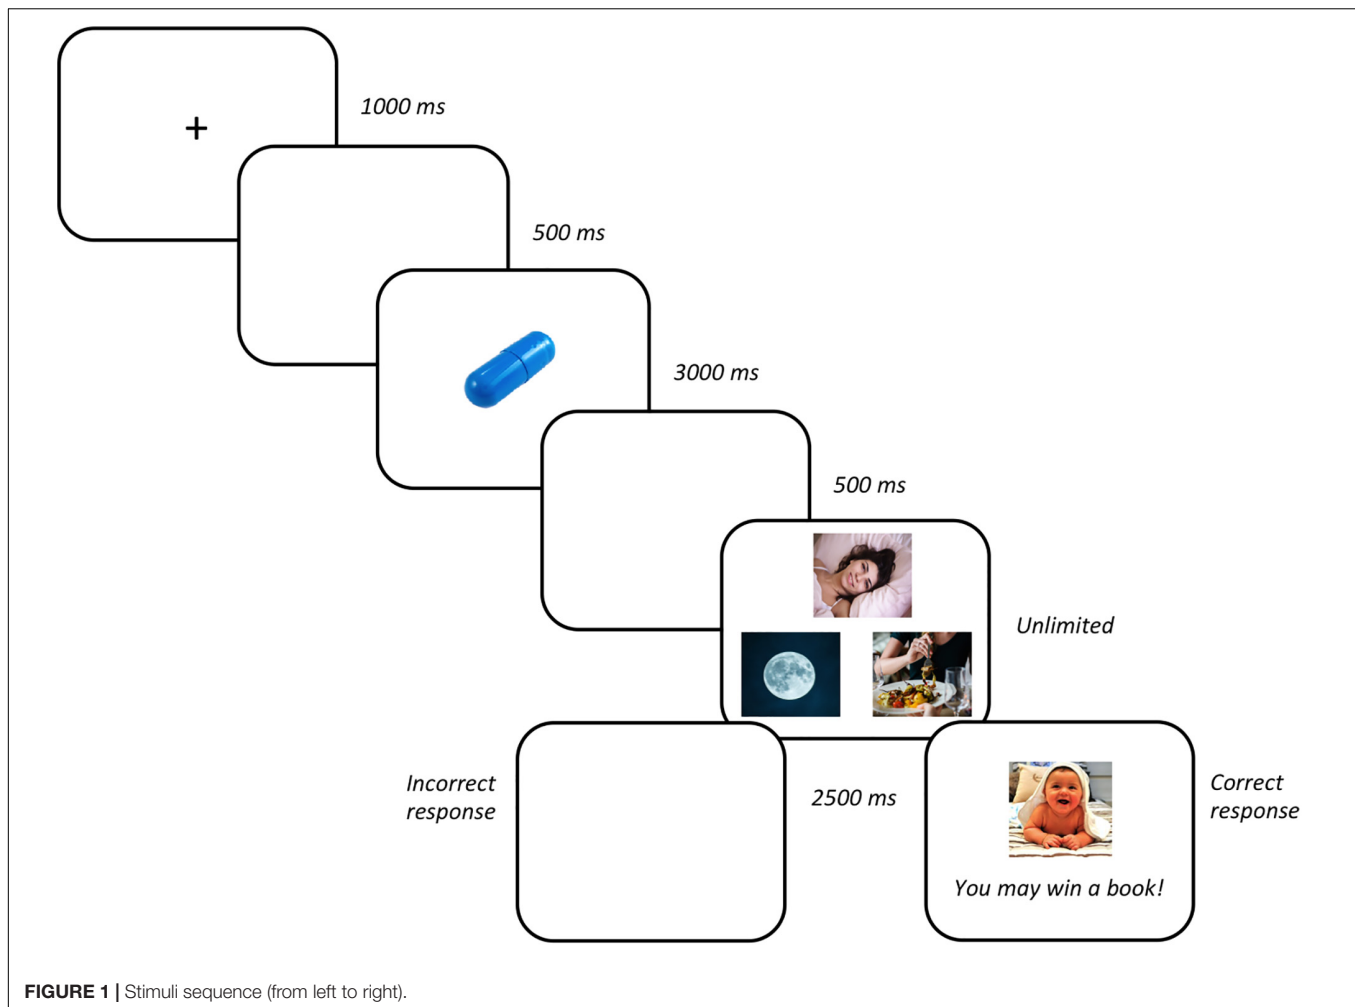 +
1000 ms
500 ms
3000 ms
500 ms
Unlimited
Incorrect
response
2500 ms
Correct
response
You may win a book!
FIGURE 1 | Stimuli sequence (from left to right).